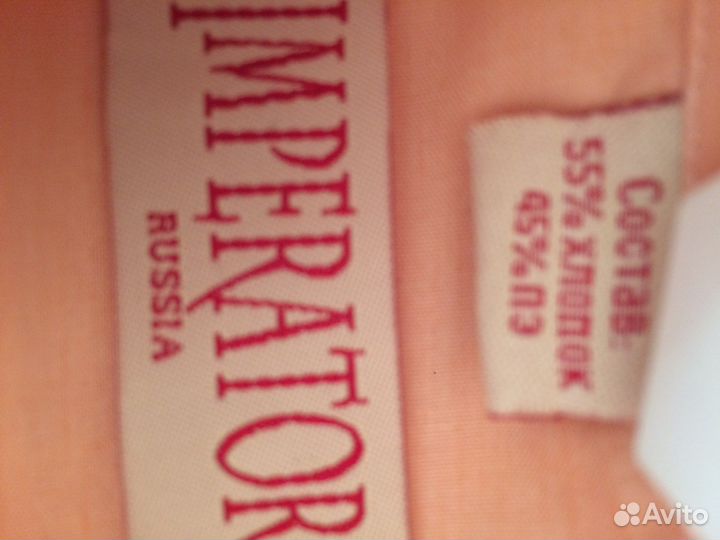 IMPERATOR
RUSSIA
Состав:
55% хлопок
45% пэ
Avito